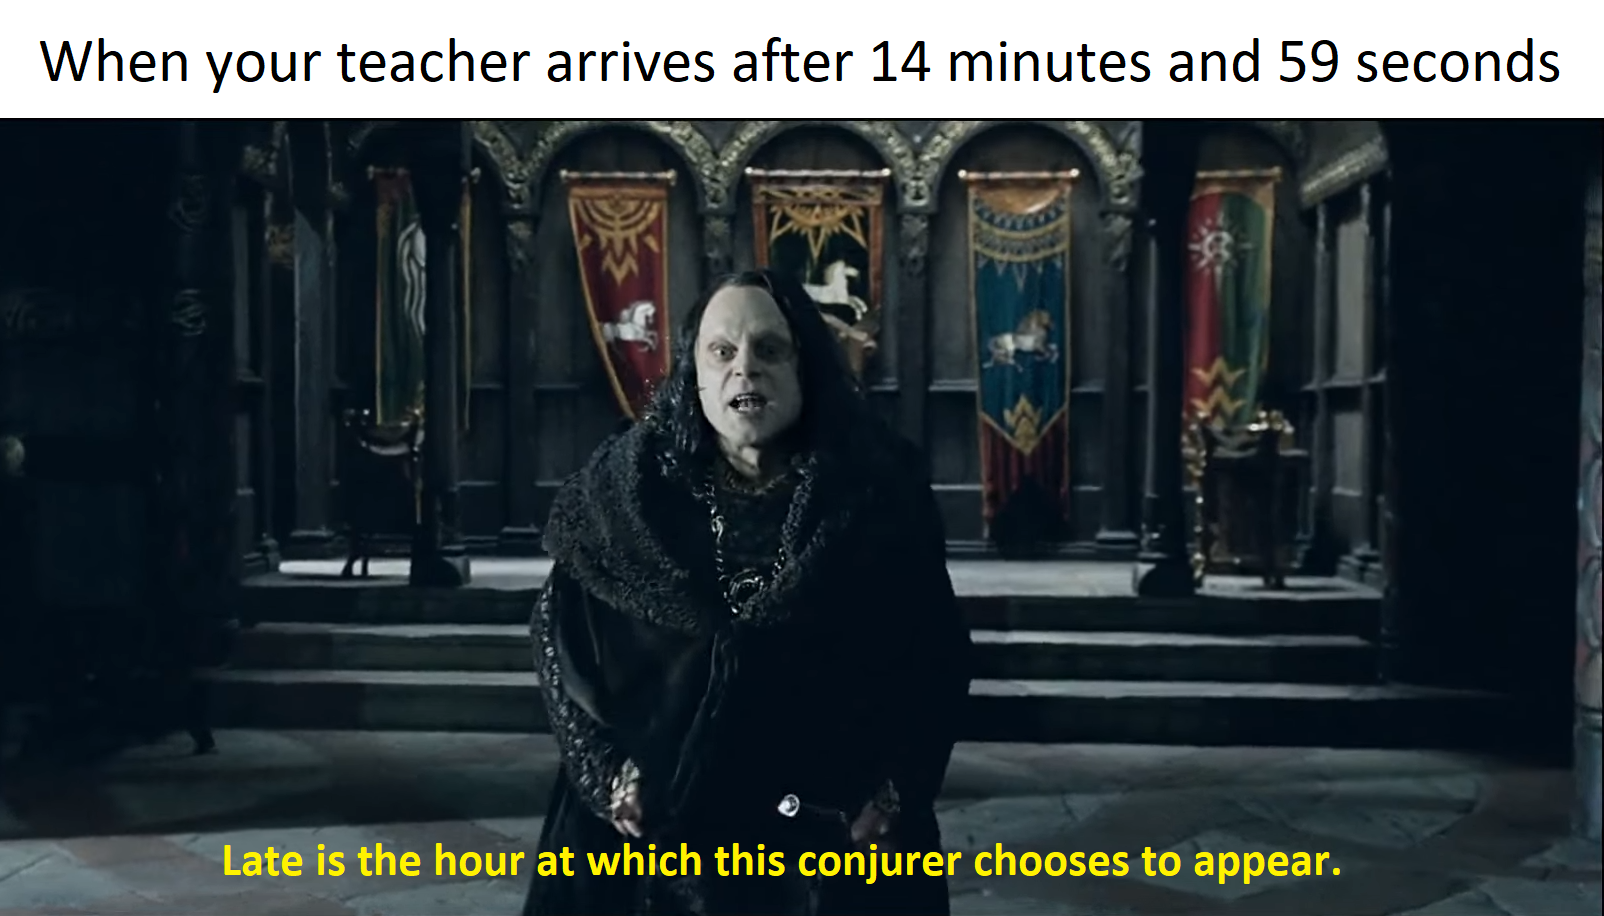 When your teacher arrives after 14 minutes and 59 seconds
Late is the hour at which this conjurer chooses to appear.